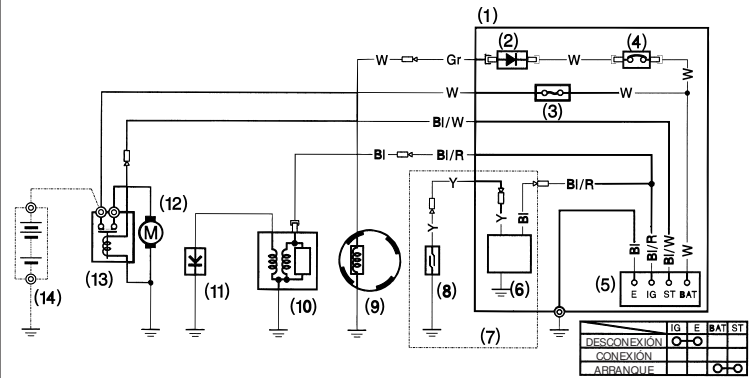 (1)
(2)
(4)
W
Gr
W
W
W
W
(3)
Bl/W
Bl
Bl/R
Y
Bl/R
Y
Y
Bl
Bl
Bl/R
Bl/W
W
(12)
M
(13)
(14)
(11)
(10)
(9)
(8)
(6)
(5)
E IG ST BAT
(7)
IG E BAT ST
DESCONEXIÓN
CONEXIÓN
ARRANQUE